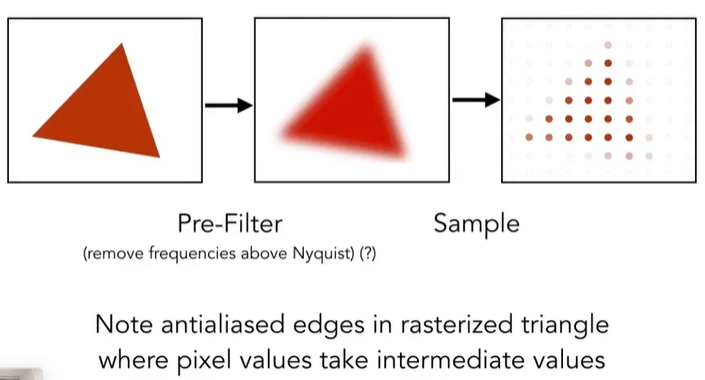 Pre-Filter
Sample
(remove frequencies above Nyquist) (?)
Note antialiased edges in rasterized triangle
where pixel values take intermediate values